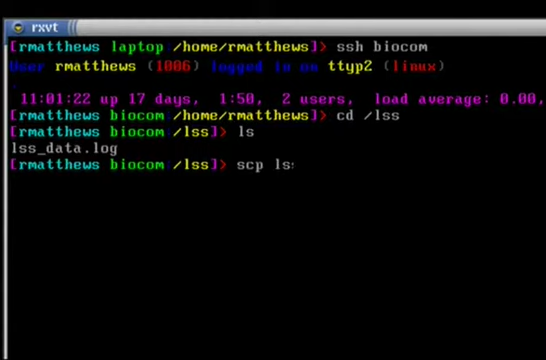 rxvt
[rmatthews laptop /home/rmatthews]> ssh biocom
User rmatthews (1006) logged in on ttyp2 (linux)
11:01:22 up 17 days, 1:50, 2 users, load average: 0.00,
[rmatthews biocom /home/rmatthews]> cd /lss
[rmatthews biocom /lss]> ls
lss_data.log
[rmatthews biocom /lss]> scp ls